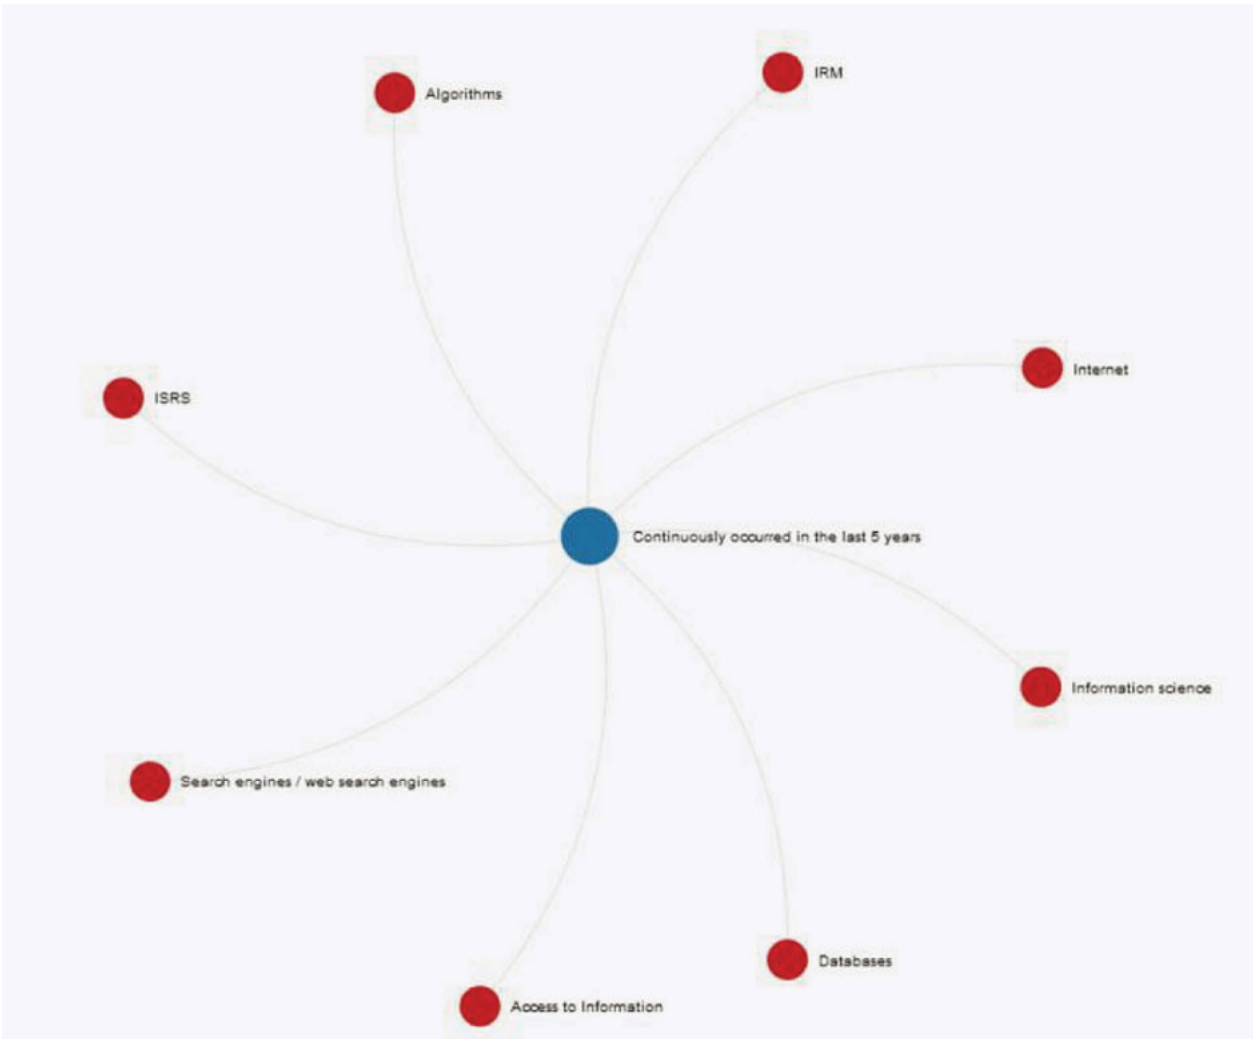 IRM
Algorithms
Internet
ISRS
Continuously occurred in the last 5 years
Information science
Search engines / web search engines
Databases
Access to Information